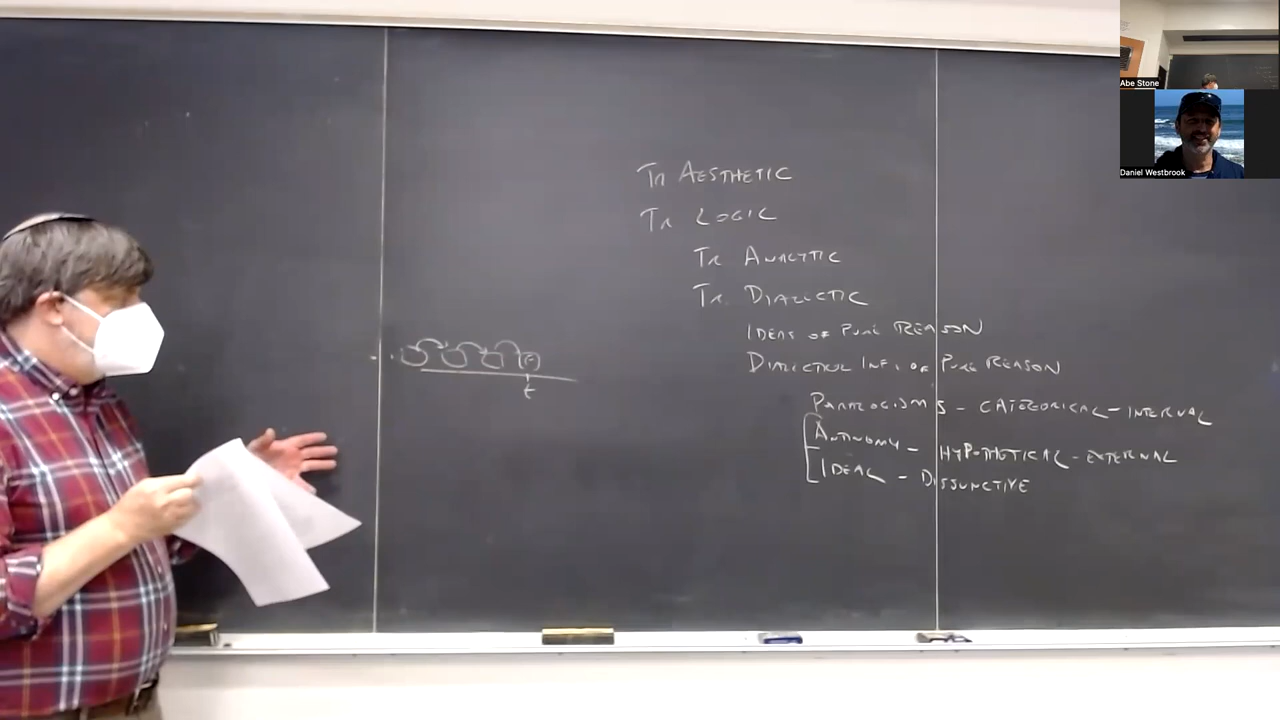 Abe Stone
Daniel Westbrook
Tr AESTHETIC
Tr LOGIC
Tr ANALYTIC
Tr. DIALECTIC
IDEAS OF PURE REASON
DIALECTICAL INF. OF PURE REASON
PARALOGISMS - CATEGORICAL - INTERNAL
ANTINOMY - HYPOTHETICAL - EXTERNAL
IDEAL - DISJUNCTIVE
t